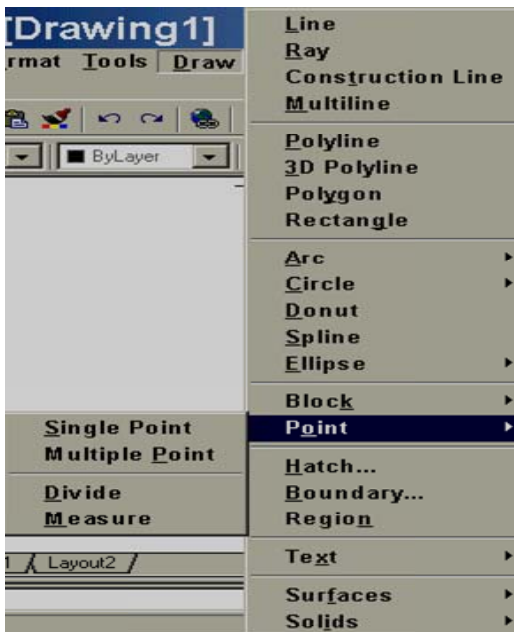 [Drawing1]
rmat Tools Draw
ByLayer
Line
Ray
Construction Line
Multiline
Polyline
3D Polyline
Polygon
Rectangle
Arc
Circle
Donut
Spline
Ellipse
Block
Point
Single Point
Multiple Point
Divide
Measure
Hatch...
Boundary...
Region
Text
Surfaces
Solids
1 Layout2